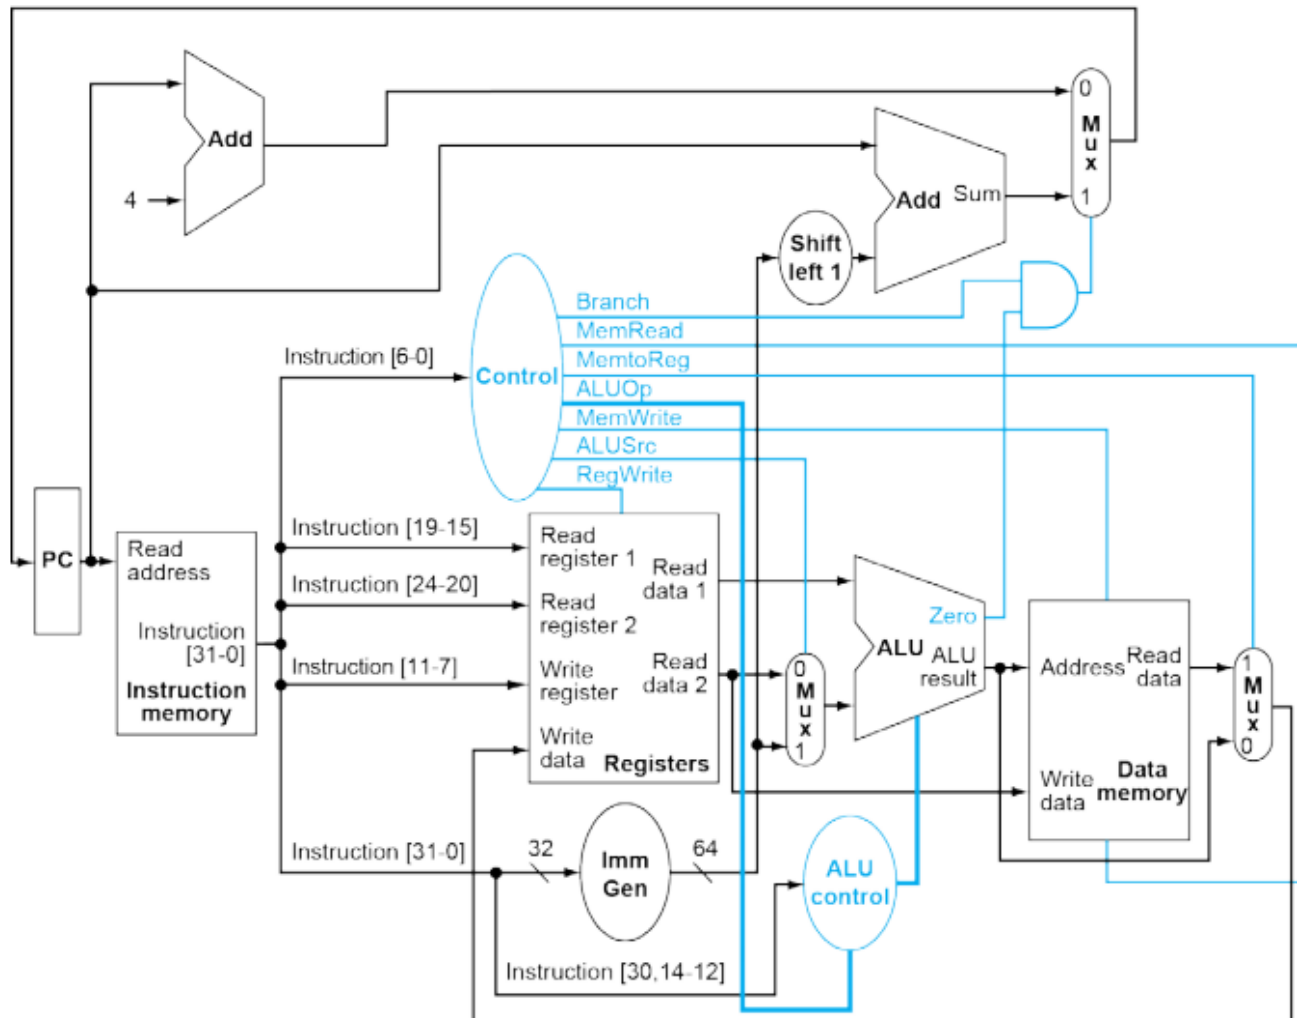 0
M
u
x
1
Add
4
Add Sum
Shift
left 1
Branch
MemRead
MemtoReg
ALUOp
MemWrite
ALUSrc
RegWrite
Control
Instruction [6-0]
Instruction [19-15]
Instruction [24-20]
Instruction [11-7]
Instruction [31-0]
Instruction [30,14-12]
PC
Read
address
Instruction
[31-0]
Instruction
memory
Read
register 1
Read
register 2
Write
register
Write
data
Read
data 1
Read
data 2
Registers
0
M
u
x
1
Zero
ALU
ALU
result
Address
Read
data
Write
data
Data
memory
1
M
u
x
0
32
Imm
Gen
64
ALU
control